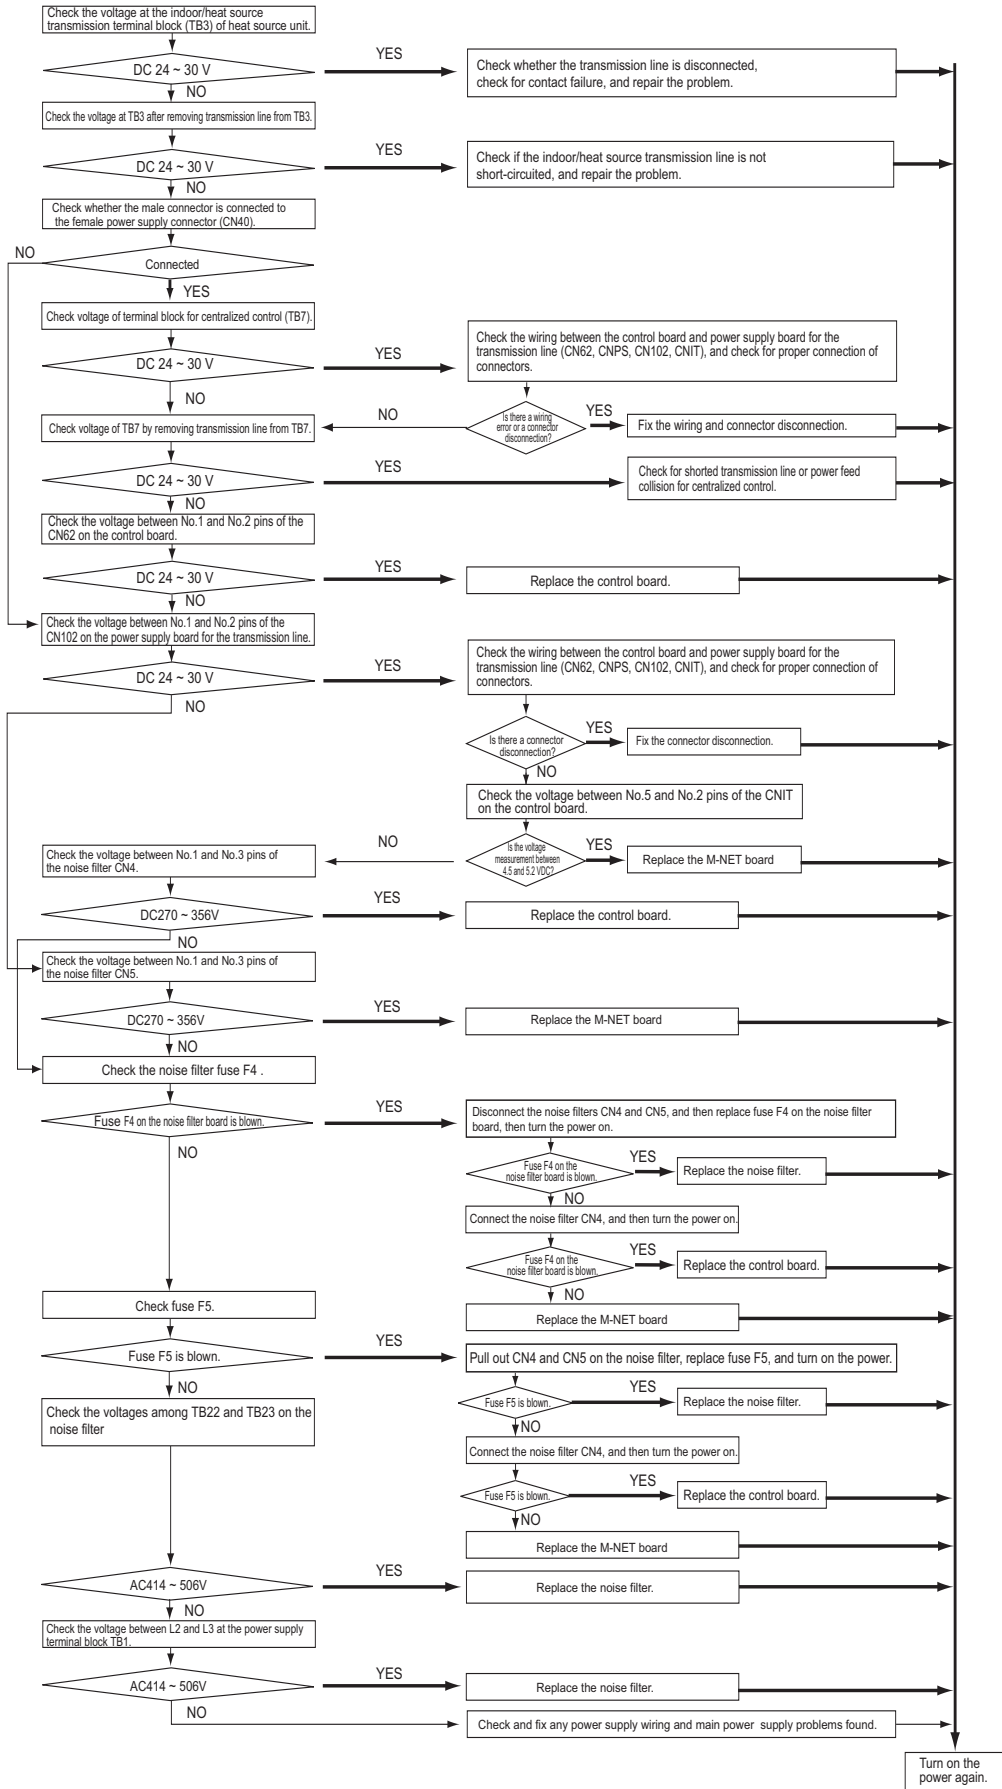 Check the voltage at the indoor/heat source
transmission terminal block (TB3) of heat source unit.
YES
DC 24 ~ 30 V
Check whether the transmission line is disconnected,
check for contact failure, and repair the problem.
NO
Check the voltage at TB3 after removing transmission line from TB3.
YES
DC 24 ~ 30 V
Check if the indoor/heat source transmission line is not
short-circuited, and repair the problem.
NO
Check whether the male connector is connected to
the female power supply connector (CN40).
NO
Connected
YES
Check voltage of terminal block for centralized control (TB7).
YES
DC 24 ~ 30 V
Check the wiring between the control board and power supply board for the
transmission line (CN62, CNPS, CN102, CNIT), and check for proper connection of
connectors.
NO
Check voltage of TB7 by removing transmission line from TB7.
NO
Is there a wiring
error or a connector
disconnection?
YES
Fix the wiring and connector disconnection.
DC 24 ~ 30 V
YES
Check for shorted transmission line or power feed
collision for centralized control.
NO
Check the voltage between No.1 and No.2 pins of the
CN62 on the control board.
DC 24 ~ 30 V
YES
Replace the control board.
NO
Check the voltage between No.1 and No.2 pins of the
CN102 on the power supply board for the transmission line.
DC 24 ~ 30 V
YES
Check the wiring between the control board and power supply board for the
transmission line (CN62, CNPS, CN102, CNIT), and check for proper connection of
connectors.
NO
Is there a connector
disconnection?
YES
Fix the connector disconnection.
NO
Check the voltage between No.5 and No.2 pins of the CNIT
on the control board.
NO
Is the voltage
measurement between
4.5 and 5.2 VDC?
YES
Replace the M-NET board
Check the voltage between No.1 and No.3 pins of
the noise filter CN4.
DC270 ~ 356V
YES
Replace the control board.
NO
Check the voltage between No.1 and No.3 pins of
the noise filter CN5.
DC270 ~ 356V
YES
Replace the M-NET board
NO
Check the noise filter fuse F4 .
Fuse F4 on the noise filter board is blown.
YES
Disconnect the noise filters CN4 and CN5, and then replace fuse F4 on the noise filter
board, then turn the power on.
NO
Fuse F4 on the
noise filter board is blown.
YES
Replace the noise filter.
NO
Connect the noise filter CN4, and then turn the power on.
Fuse F4 on the
noise filter board is blown.
YES
Replace the control board.
NO
Replace the M-NET board
Check fuse F5.
Fuse F5 is blown.
YES
Pull out CN4 and CN5 on the noise filter, replace fuse F5, and turn on the power.
NO
Fuse F5 is blown.
YES
Replace the noise filter.
Check the voltages among TB22 and TB23 on the
noise filter
NO
Connect the noise filter CN4, and then turn the power on.
Fuse F5 is blown.
YES
Replace the control board.
NO
Replace the M-NET board
AC414 ~ 506V
YES
Replace the noise filter.
NO
Check the voltage between L2 and L3 at the power supply
terminal block TB1.
AC414 ~ 506V
YES
Replace the noise filter.
NO
Check and fix any power supply wiring and main power supply problems found.
Turn on the
power again.